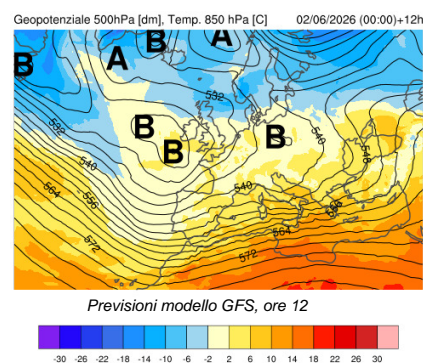 Geopotenziale 500hPa [dm], Temp. 850 hPa [C] 02/06/2026 (00:00)+12h
B A
A
B
532
532
B
B
B
540
540
548
540
564
556
564
572
572
Previsioni modello GFS, ore 12
-30 -26 -22 -18 -14 -10 -6 -2 2 6 10 14 18 22 26 30